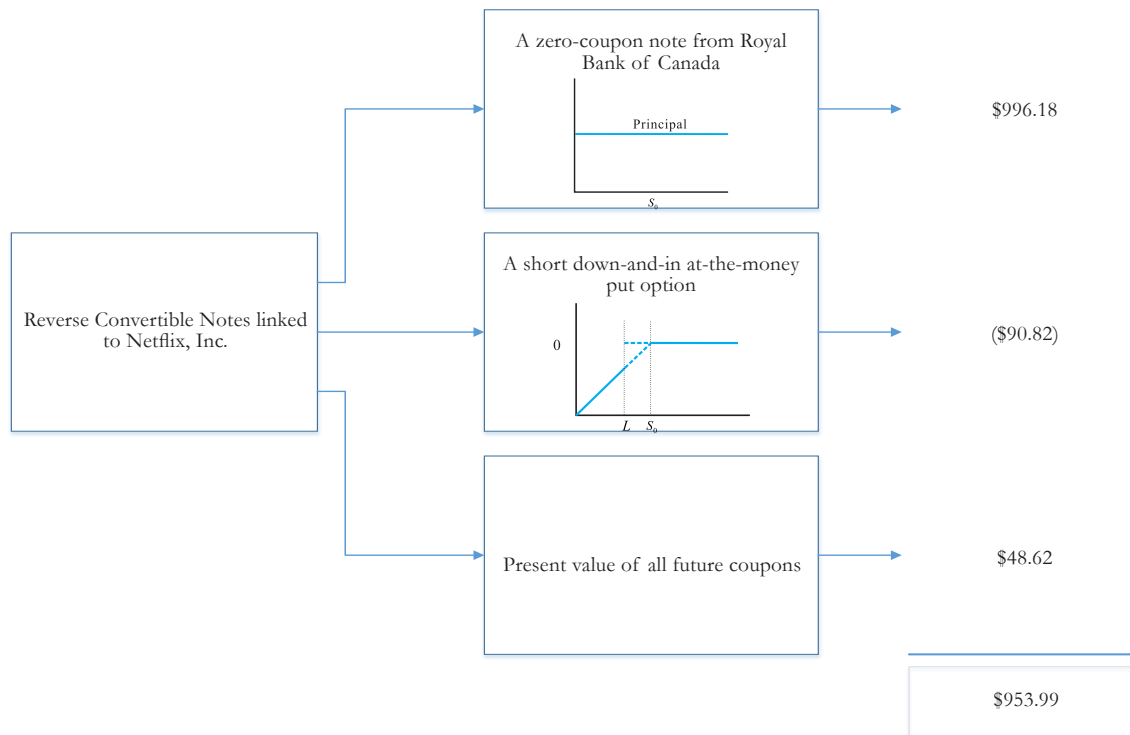 A zero-coupon note from Royal
Bank of Canada
Principal
S₀
$996.18
Reverse Convertible Notes linked
to Netflix, Inc.
A short down-and-in at-the-money
put option
0
L S₀
($90.82)
Present value of all future coupons
$48.62
$953.99